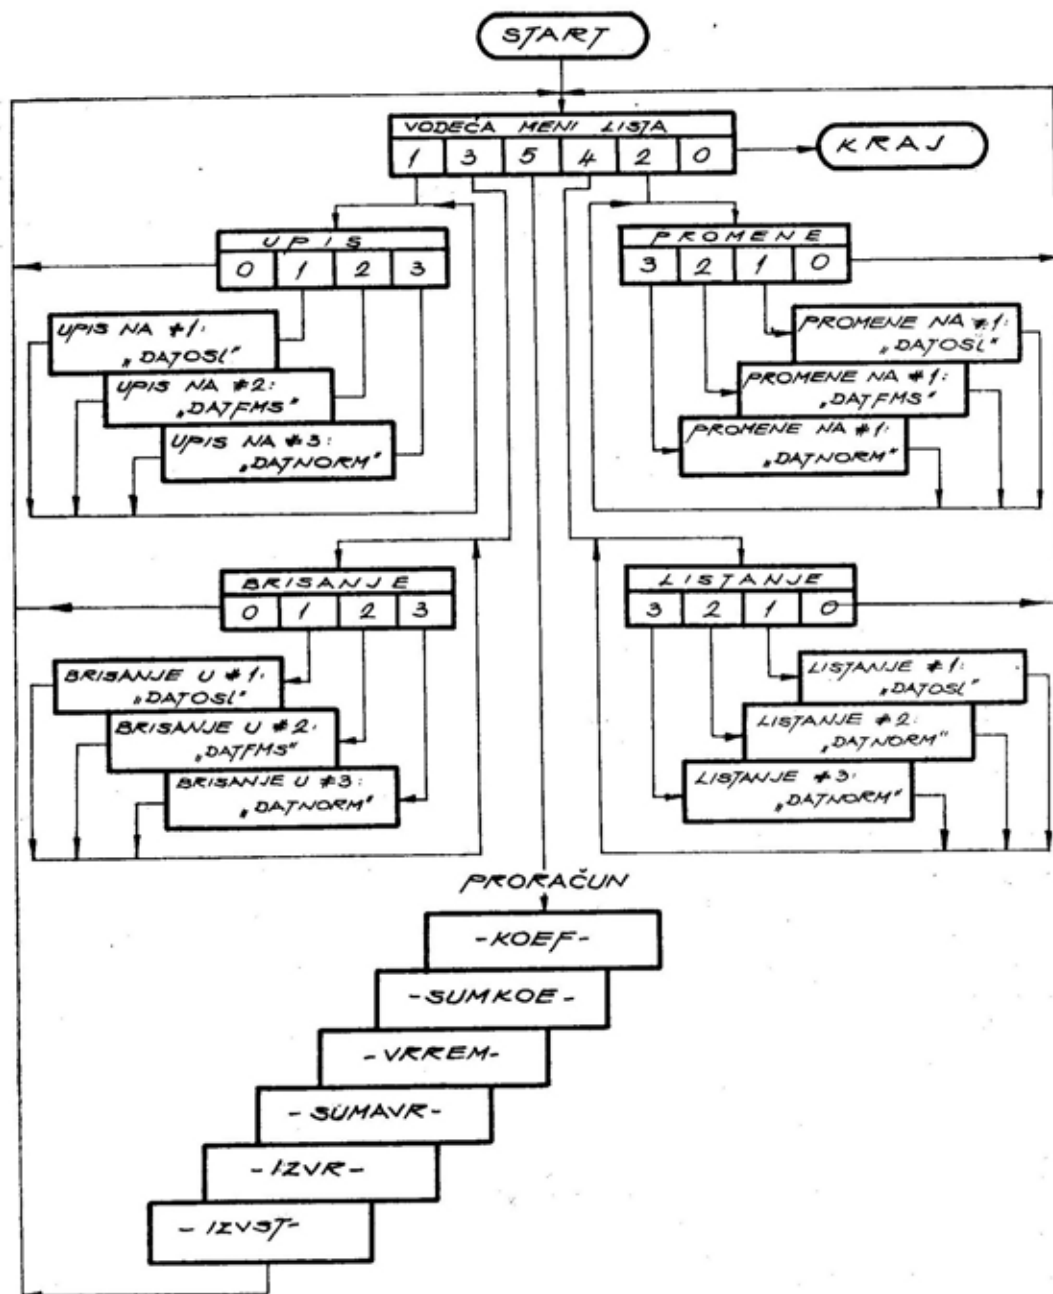 START
VODEĆA MENI LISTA
1 3 5 4 2 0
KRAJ
UPIS
0 1 2 3
UPIS NA #1:
„DATOSL"
UPIS NA #2:
„DATFMS"
UPIS NA #3:
„DATNORM"
PROMENE
3 2 1 0
PROMENE NA #1:
„DATOSL"
PROMENE NA #1:
„DATFMS"
PROMENE NA #1:
„DATNORM"
BRISANJE
0 1 2 3
BRISANJE U #1:
„DATOSL"
BRISANJE U #2:
„DATFMS"
BRISANJE U #3:
„DATNORM"
LISTANJE
3 2 1 0
LISTANJE #1:
„DATOSL"
LISTANJE #2:
„DATNORM"
LISTANJE #3:
„DATNORM"
PRORAČUN
-KOEF-
-SUMKOE-
-VRREM-
-SUMAVR-
-IZVR-
-IZVST-